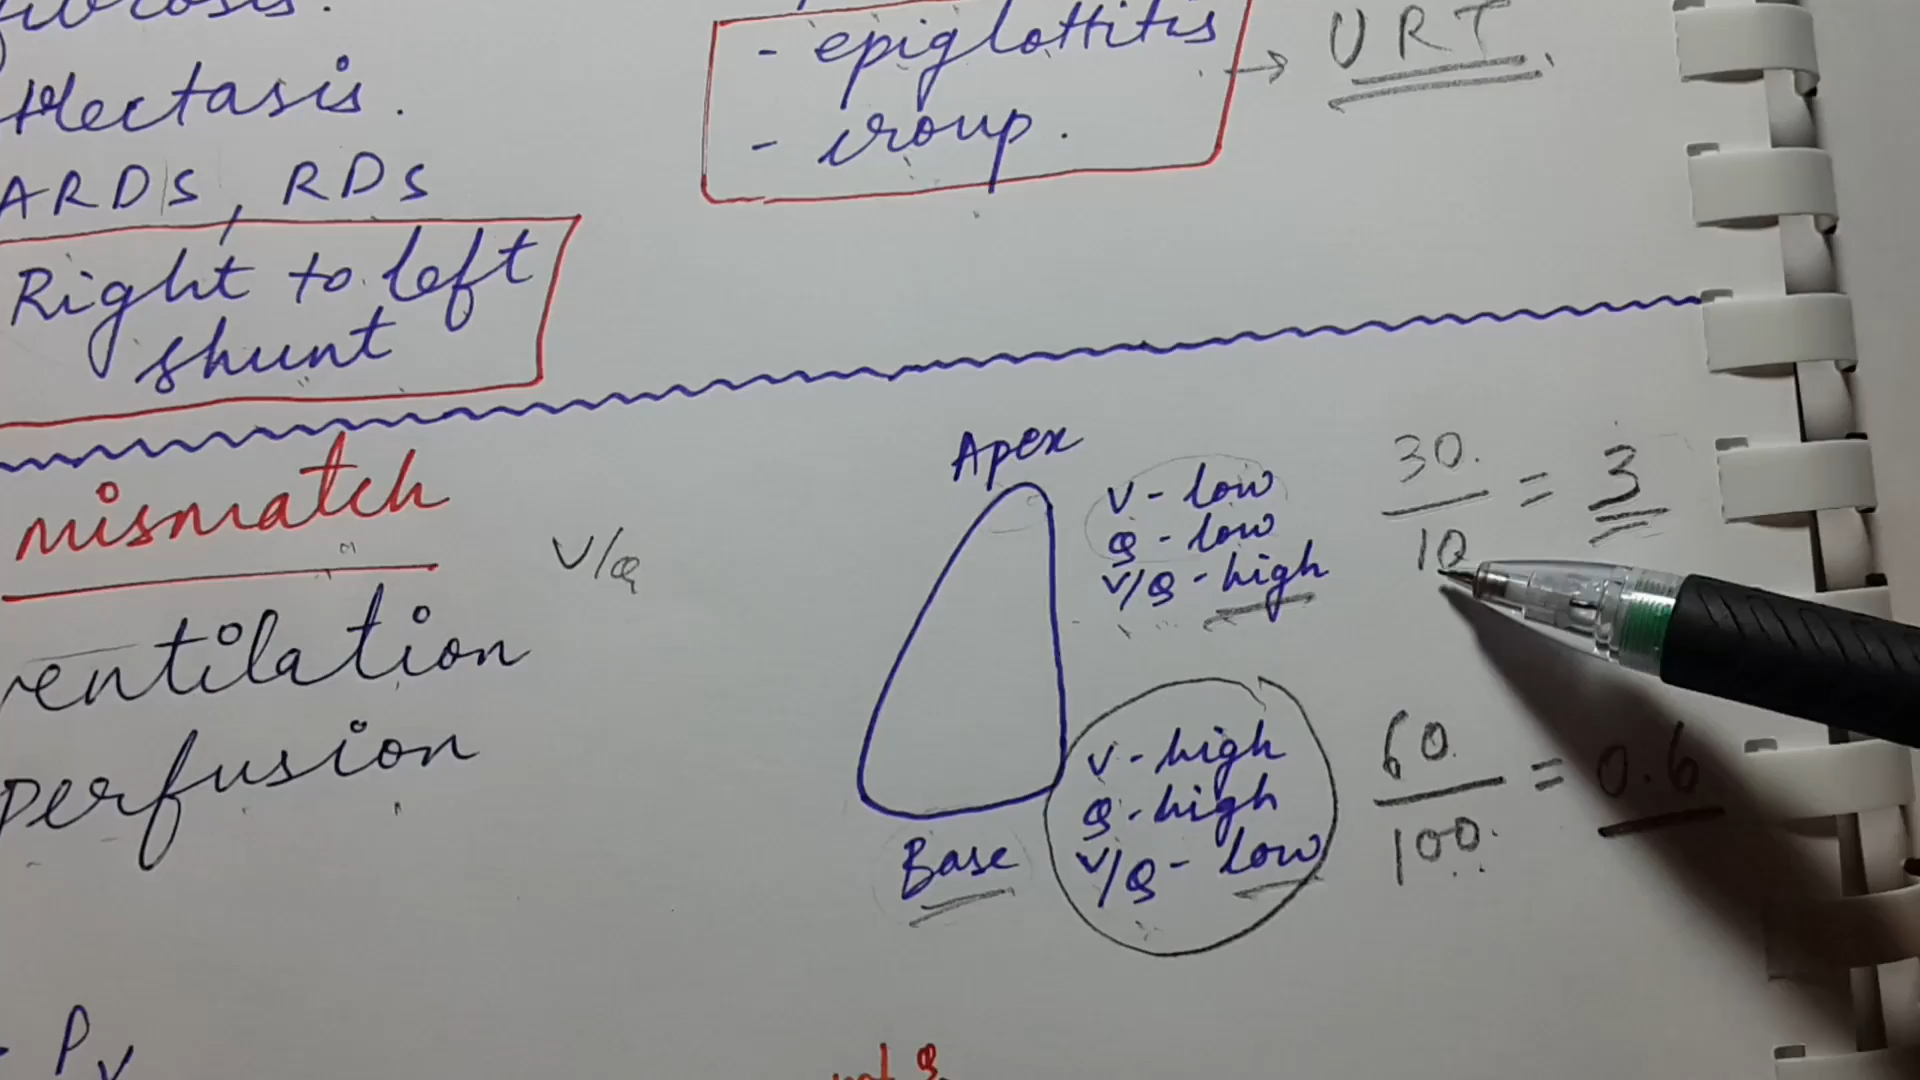 - epiglottitis
- croup.
→ URT
ARDS, RDS
Right to left
shunt
mismatch
V/Q
ventilation
Perfusion
Apex
V - low
Q - low
V/Q - high
30
10
= 3
V - high
Q - high
V/Q - low
60
100
= 0.6
Base
- Pv